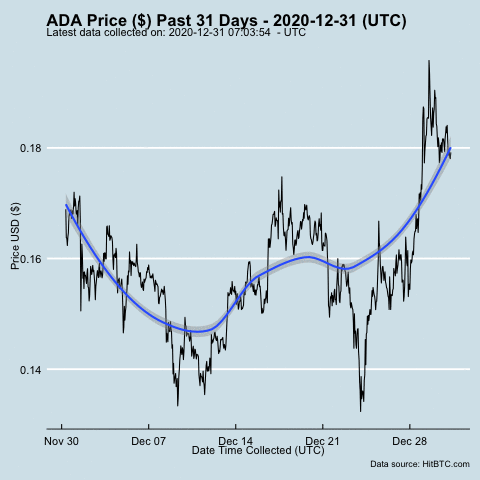 ADA Price ($) Past 31 Days - 2020-12-31 (UTC)
Latest data collected on: 2020-12-31 07:03:54 - UTC
Price USD ($)
0.18
0.16
0.14
Nov 30 Dec 07 Dec 14 Dec 21 Dec 28
Date Time Collected (UTC)
Data source: HitBTC.com